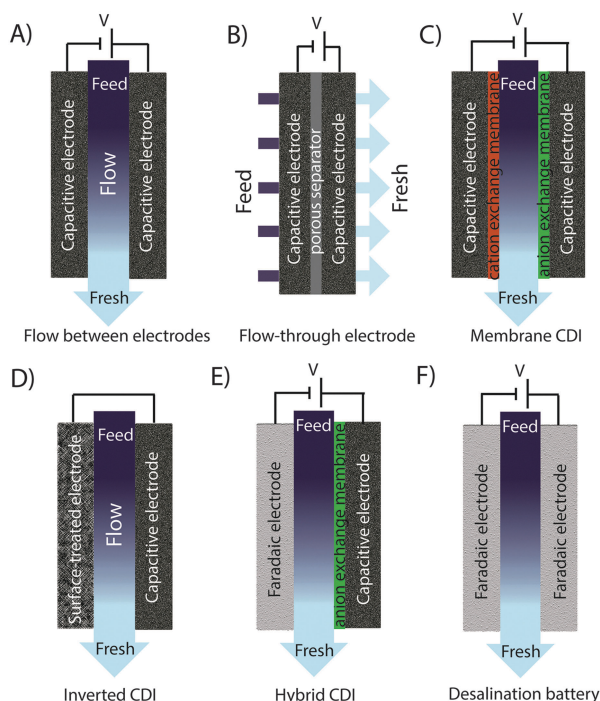 A)
V
Feed
Capacitive electrode
Flow
Capacitive electrode
Fresh
Flow between electrodes
B)
V
Feed
Capacitive electrode
porous separator
Capacitive electrode
Fresh
Flow-through electrode
C)
V
Feed
Capacitive electrode
cation exchange membrane
anion exchange membrane
Capacitive electrode
Fresh
Membrane CDI
D)
Feed
Surface-treated electrode
Flow
Capacitive electrode
Fresh
Inverted CDI
E)
V
Feed
Faradaic electrode
anion exchange membrane
Capacitive electrode
Fresh
Hybrid CDI
F)
V
Feed
Faradaic electrode
Faradaic electrode
Fresh
Desalination battery